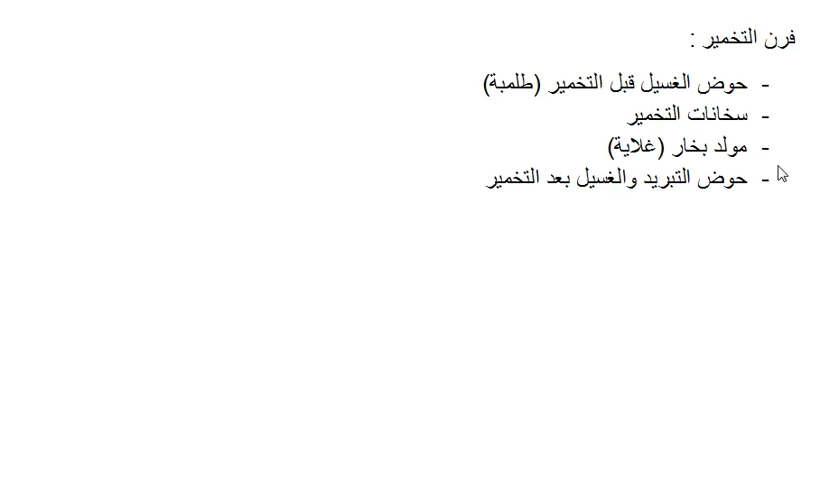 فرن التخمير :
- حوض الغسيل قبل التخمير (طلمبة)
- سخانات التخمير
- مولد بخار (غلاية)
- حوض التبريد والغسيل بعد التخمير